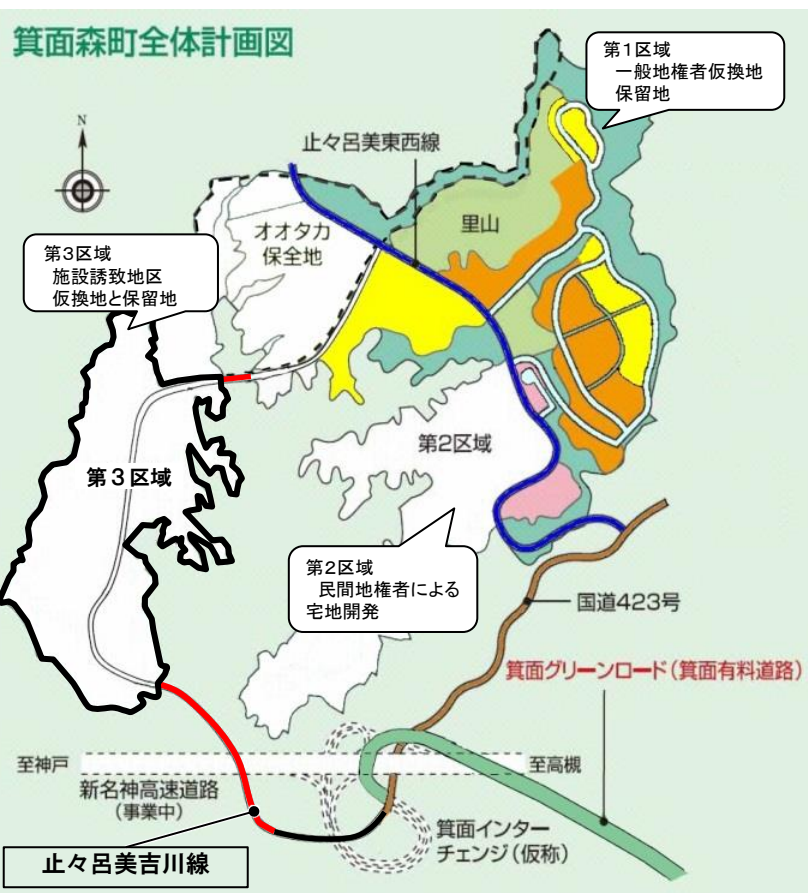 箕面森町全体計画図
第1区域
一般地権者仮換地
保留地
N
止々呂美東西線
里山
オオタカ
保全地
第3区域
施設誘致地区
仮換地と保留地
第2区域
第3区域
第2区域
民間地権者による
宅地開発
国道423号
箕面グリーンロード(箕面有料道路)
至神戸
至高槻
新名神高速道路
(事業中)
箕面インター
チェンジ(仮称)
止々呂美吉川線